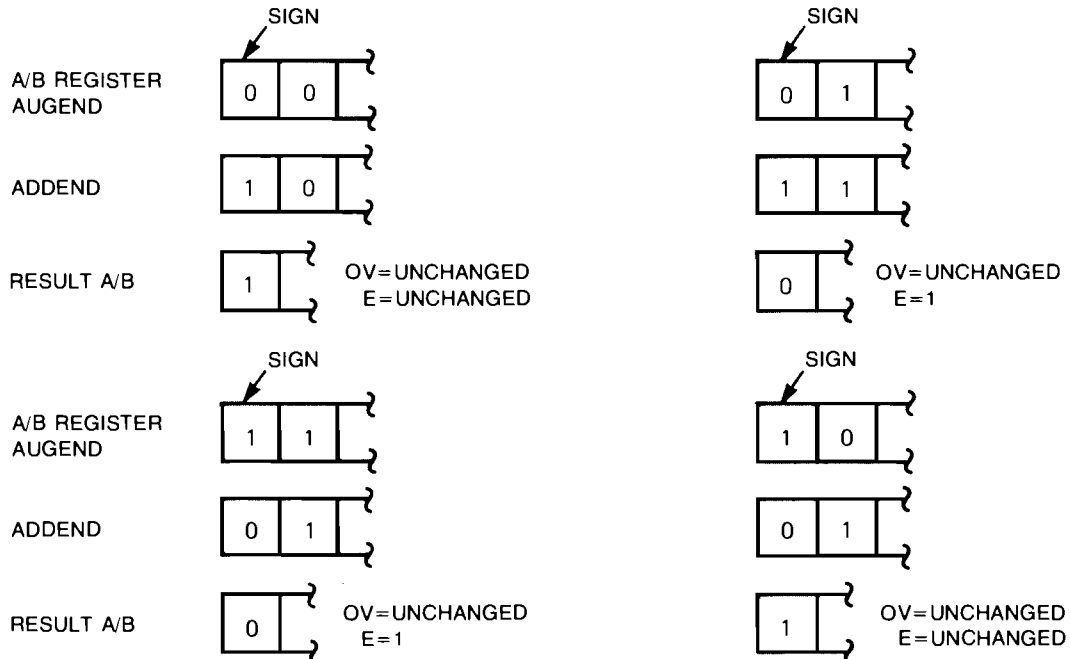 SIGN SIGN
A/B REGISTER
AUGEND
0 0 0 1
ADDEND 1 0 1 1
RESULT A/B 1 OV=UNCHANGED 0 OV=UNCHANGED
E=UNCHANGED E=1
SIGN SIGN
A/B REGISTER
AUGEND
1 1 1 0
ADDEND 0 1 0 1
RESULT A/B 0 OV=UNCHANGED 1 OV=UNCHANGED
E=1 E=UNCHANGED